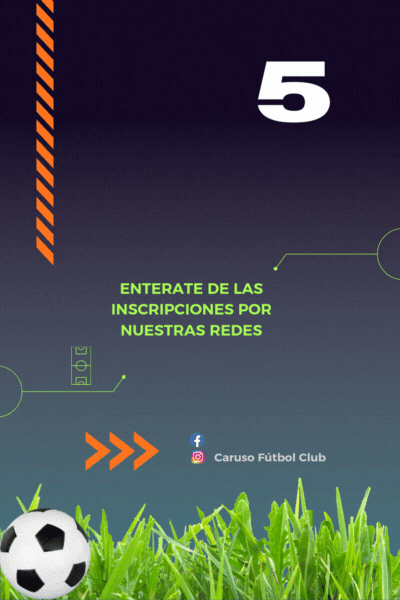 5
ENTERATE DE LAS
INSCRIPCIONES POR
NUESTRAS REDES
Caruso Fútbol Club